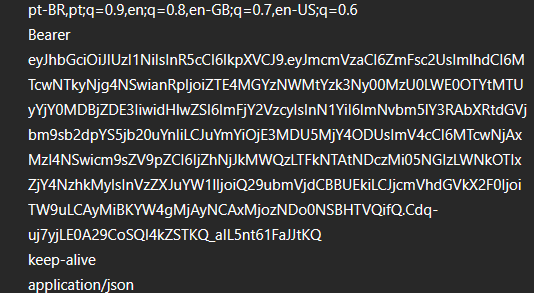 pt-BR,pt;q=0.9,en;q=0.8,en-GB;q=0.7,en-US;q=0.6
Bearer
eyJhbGciOiJIUzI1NiIsInR5cCI6IkpXVCJ9.eyJmcmVzaCI6ZmFsc2UsImlhdCI6M
TcwNTkyNjg4NSwianRpIjoiZTE4MGYzNWMtYzk3Ny00MzU0LWE0OTYtMTU
yYjY0MDBjZDE3IiwidHlwZSI6ImFjY2VzcyIsInN1YiI6ImNvbm5lY3RAbXRtdGVj
bm9sb2dpYS5jb20uYnIiLCJuYmYiOjE3MDU5MjY4ODUsImV4cCI6MTcwNjAx
MzI4NSwicm9sZV9pZCI6IjZhNjJkMWQzLTFkNTAtNDczMi05NGIzLWNkOTIx
ZjY4NzhkMyIsInVzZXJuYW1lIjoiQ29ubmVjdCBBUEkiLCJjcmVhdGVkX2F0Ijoi
TW9uLCAyMiBKYW4gMjAyNCAxMjozNDo0NSBHTVQifQ.Cdq-
uj7yjLE0A29CoSQI4kZSTKQ_aIL5nt61FaJJtKQ
keep-alive
application/json